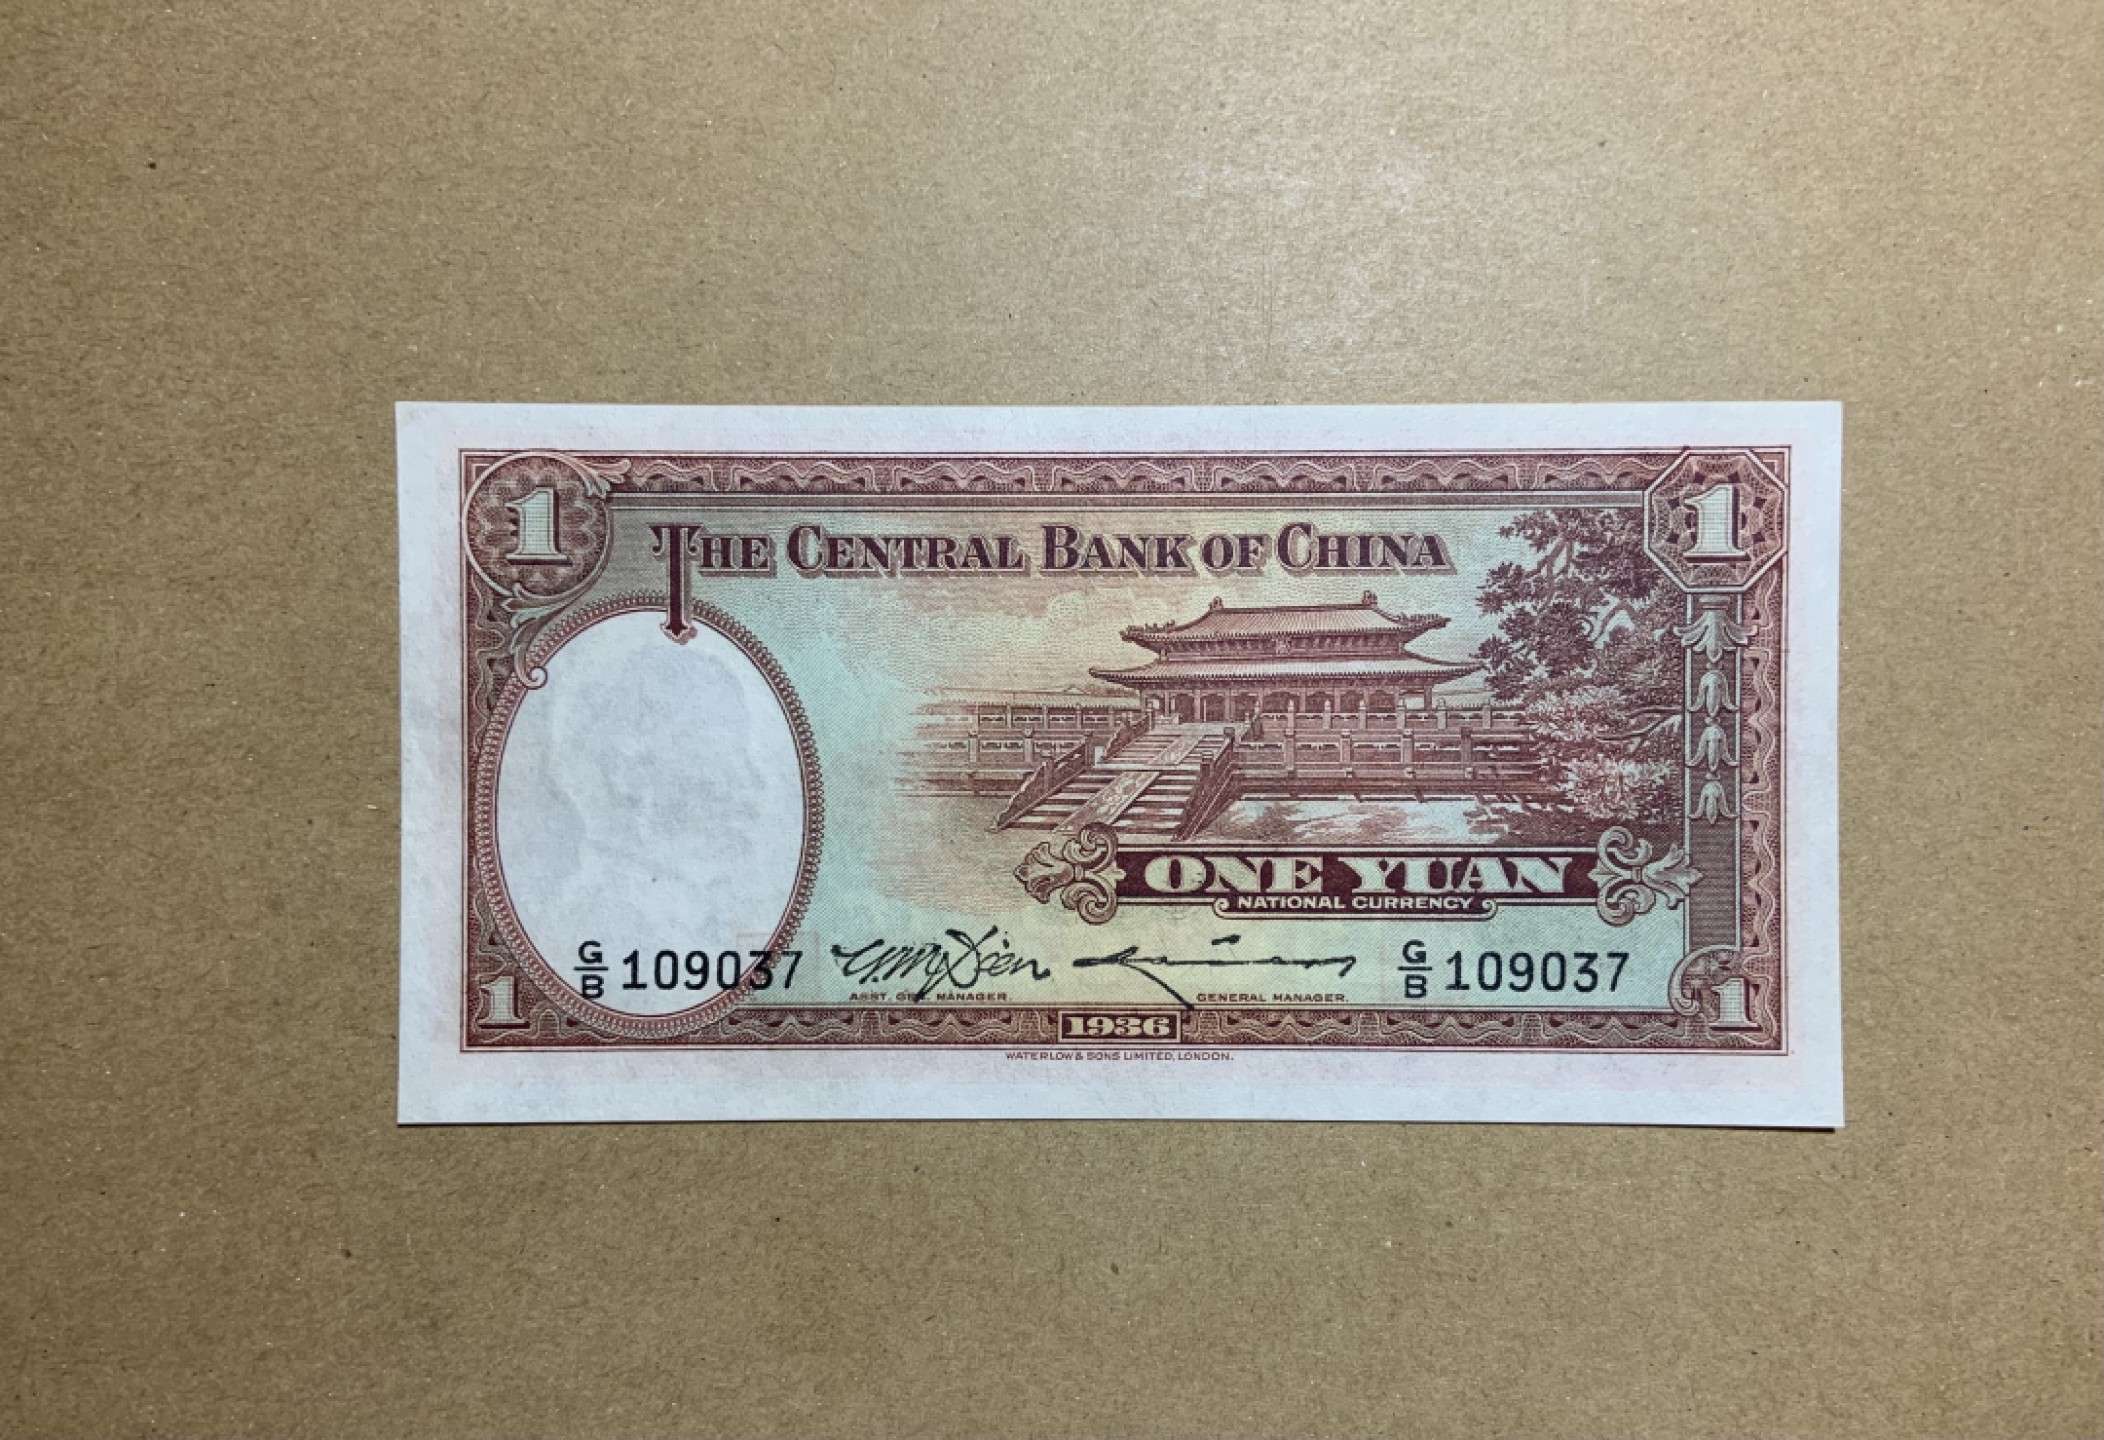 1 1
THE CENTRAL BANK OF CHINA
ONE YUAN
NATIONAL CURRENCY
G/B 109037 G/B 109037
ASST. GEN. MANAGER. GENERAL MANAGER.
1 1936 1
WATERLOW & SONS LIMITED, LONDON.